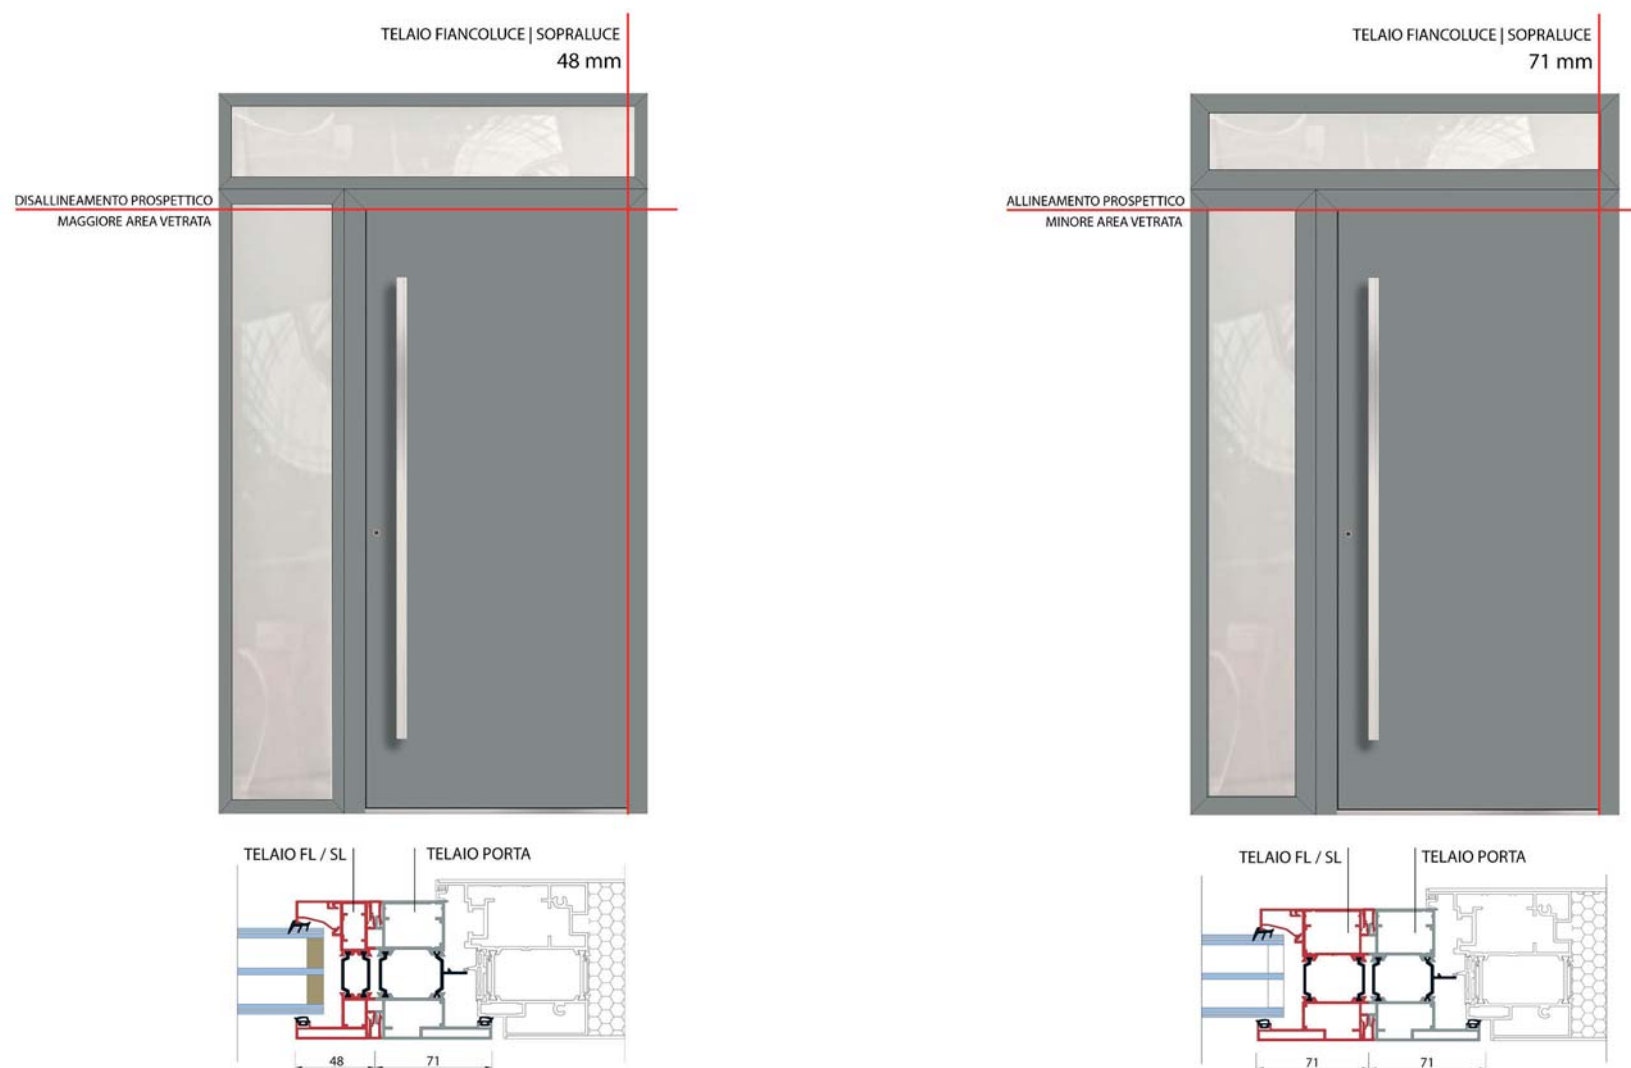 TELAIO FIANCOLUCE | SOPRALUCE
48 mm
DISALLINEAMENTO PROSPETTICO
MAGGIORE AREA VETRATA
TELAIO FL / SL
TELAIO PORTA
48
71
TELAIO FIANCOLUCE | SOPRALUCE
71 mm
ALLINEAMENTO PROSPETTICO
MINORE AREA VETRATA
TELAIO FL / SL
TELAIO PORTA
71
71